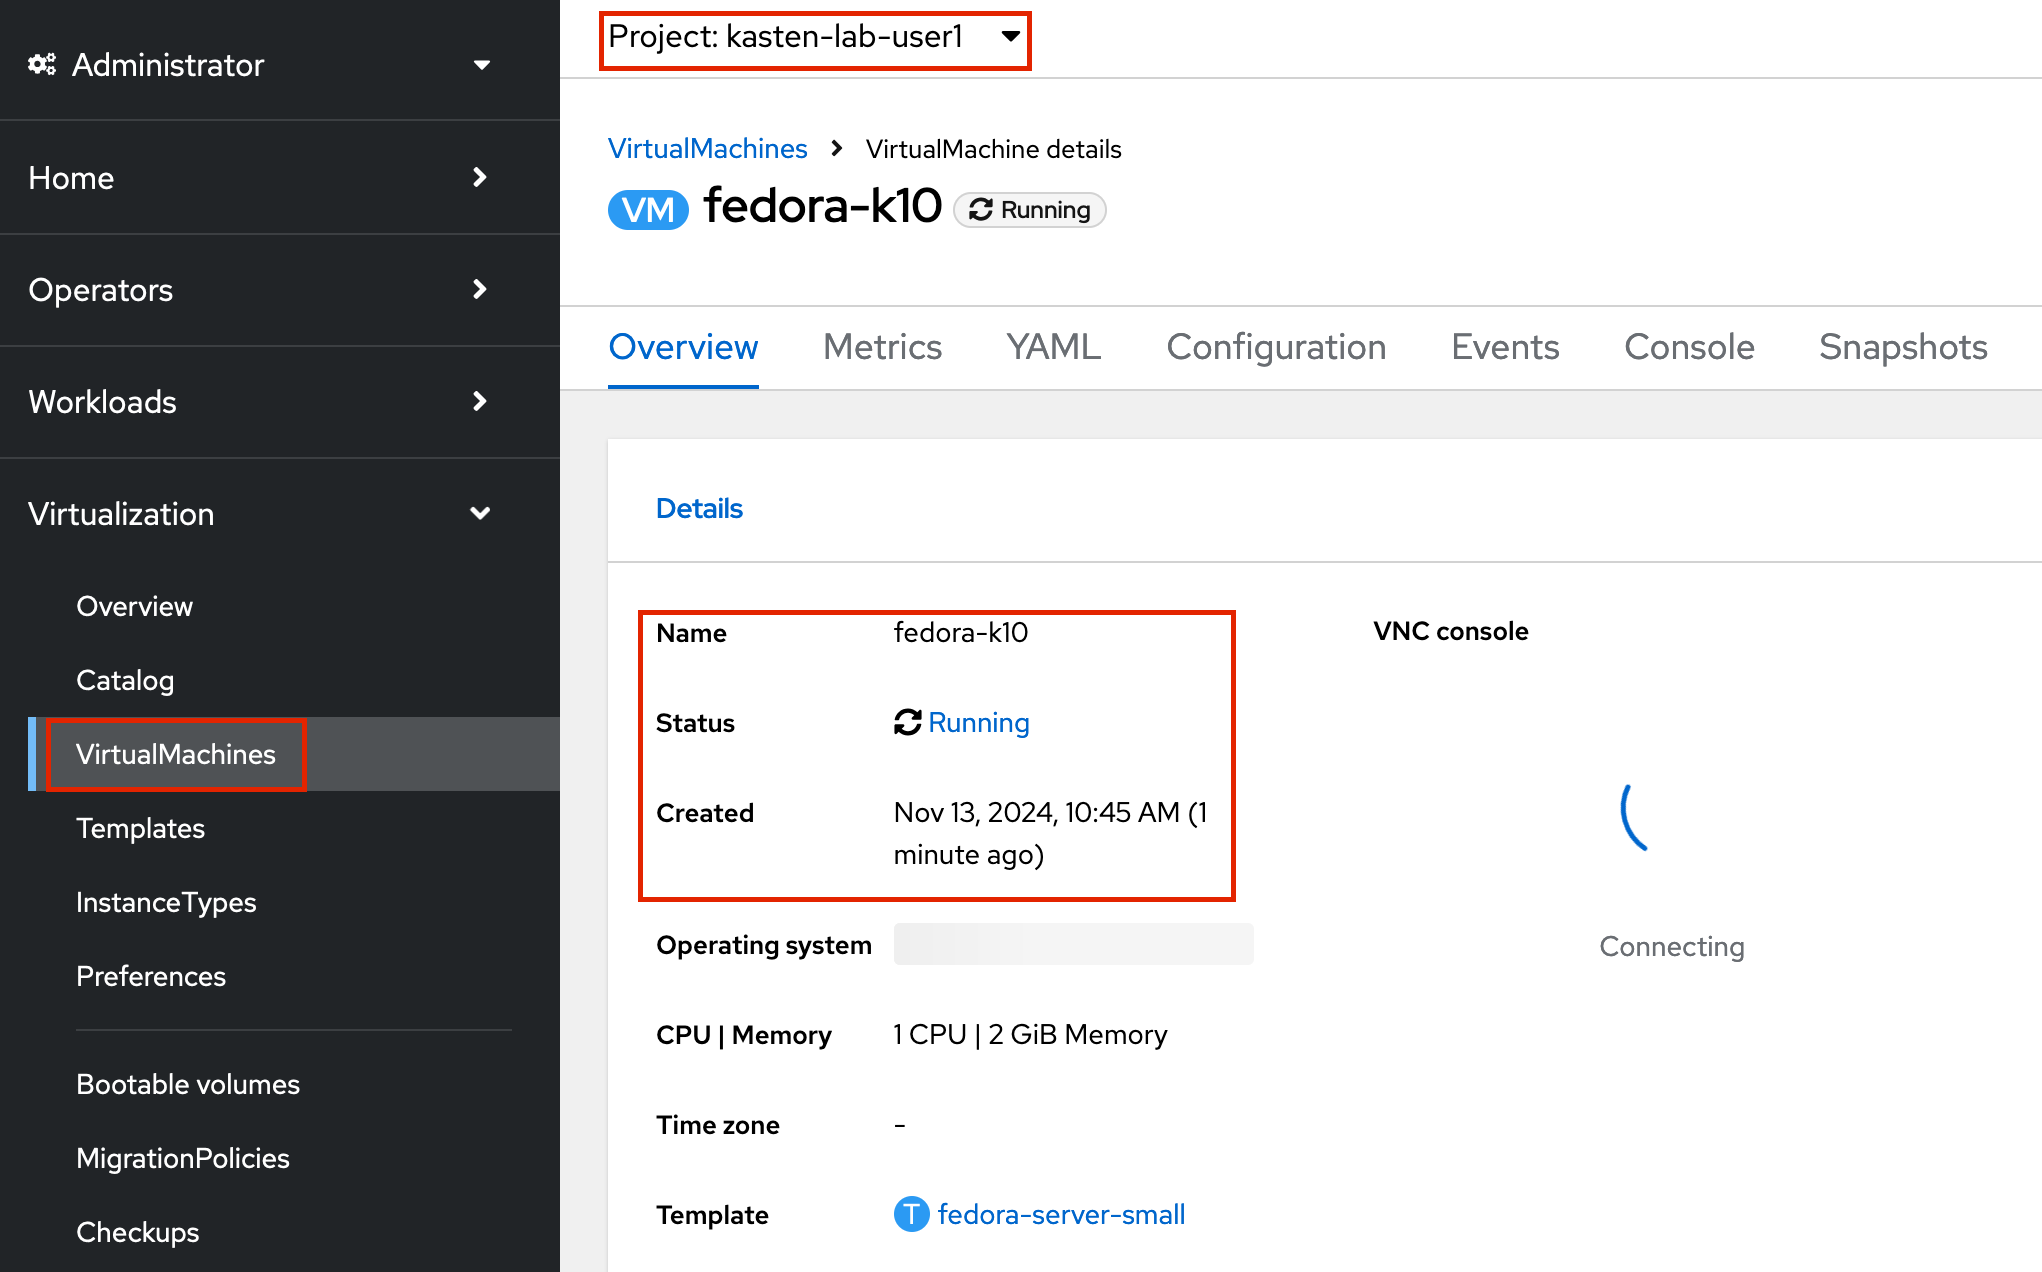 Administrator
Home
Operators
Workloads
Virtualization
Overview
Catalog
VirtualMachines
Templates
InstanceTypes
Preferences
Bootable volumes
MigrationPolicies
Checkups
Project: kasten-lab-user1
VirtualMachines > VirtualMachine details
VM fedora-k10 Running
Overview Metrics YAML Configuration Events Console Snapshots
Details
Name fedora-k10
Status Running
Created Nov 13, 2024, 10:45 AM (1
minute ago)
Operating system
CPU | Memory 1 CPU | 2 GiB Memory
Time zone -
Template T fedora-server-small
VNC console
Connecting